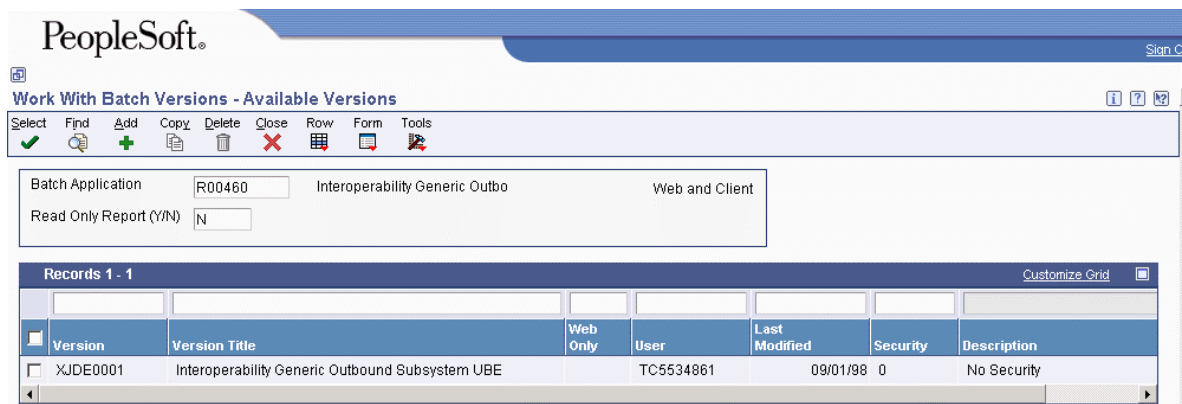 PeopleSoft®
Sign
Work With Batch Versions - Available Versions
Select Find Add Copy Delete Close Row Form Tools
Batch Application R00460 Interoperability Generic Outbo Web and Client
Read Only Report (Y/N) N
Records 1 - 1 Customize Grid
Version Version Title Web Only User Last Modified Security Description
XJDE0001 Interoperability Generic Outbound Subsystem UBE TC5534861 09/01/98 0 No Security